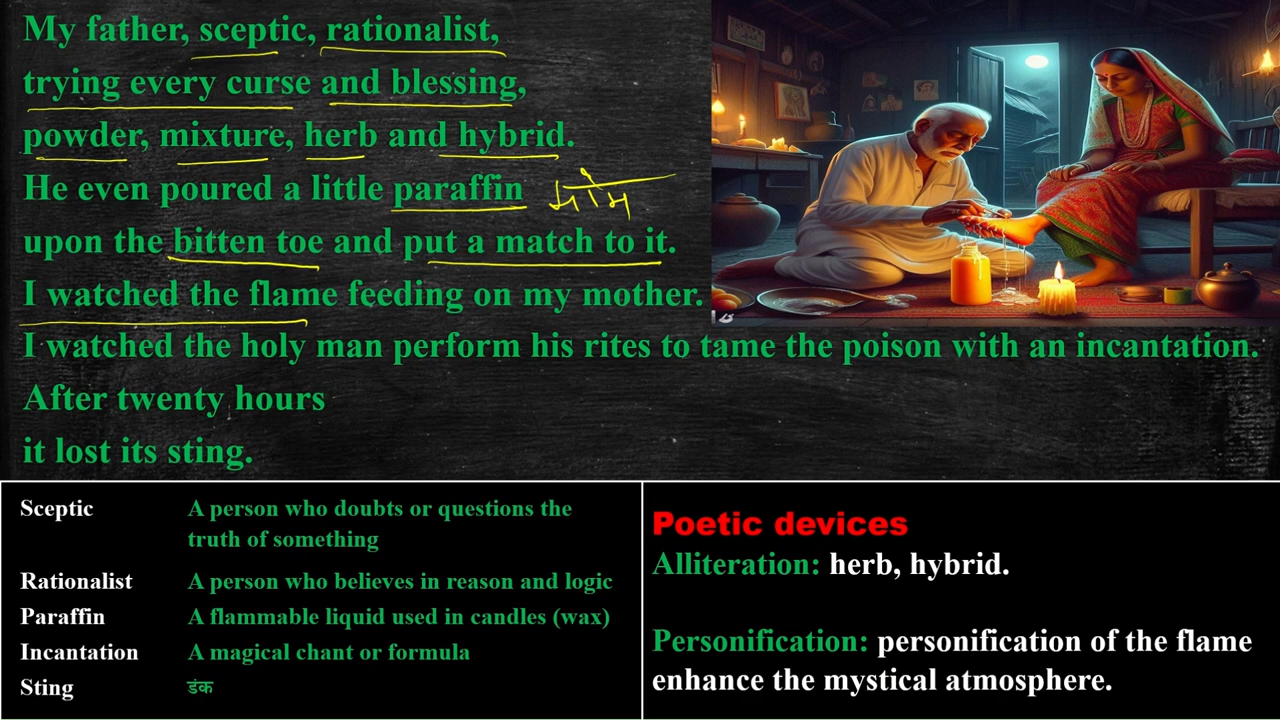 My father, sceptic, rationalist,
trying every curse and blessing,
powder, mixture, herb and hybrid.
He even poured a little paraffin मोम
upon the bitten toe and put a match to it.
I watched the flame feeding on my mother.
I watched the holy man perform his rites to tame the poison with an incantation.
After twenty hours
it lost its sting.
Sceptic A person who doubts or questions the
truth of something
Rationalist A person who believes in reason and logic
Paraffin A flammable liquid used in candles (wax)
Incantation A magical chant or formula
Sting डंक
Poetic devices
Alliteration: herb, hybrid.
Personification: personification of the flame
enhance the mystical atmosphere.